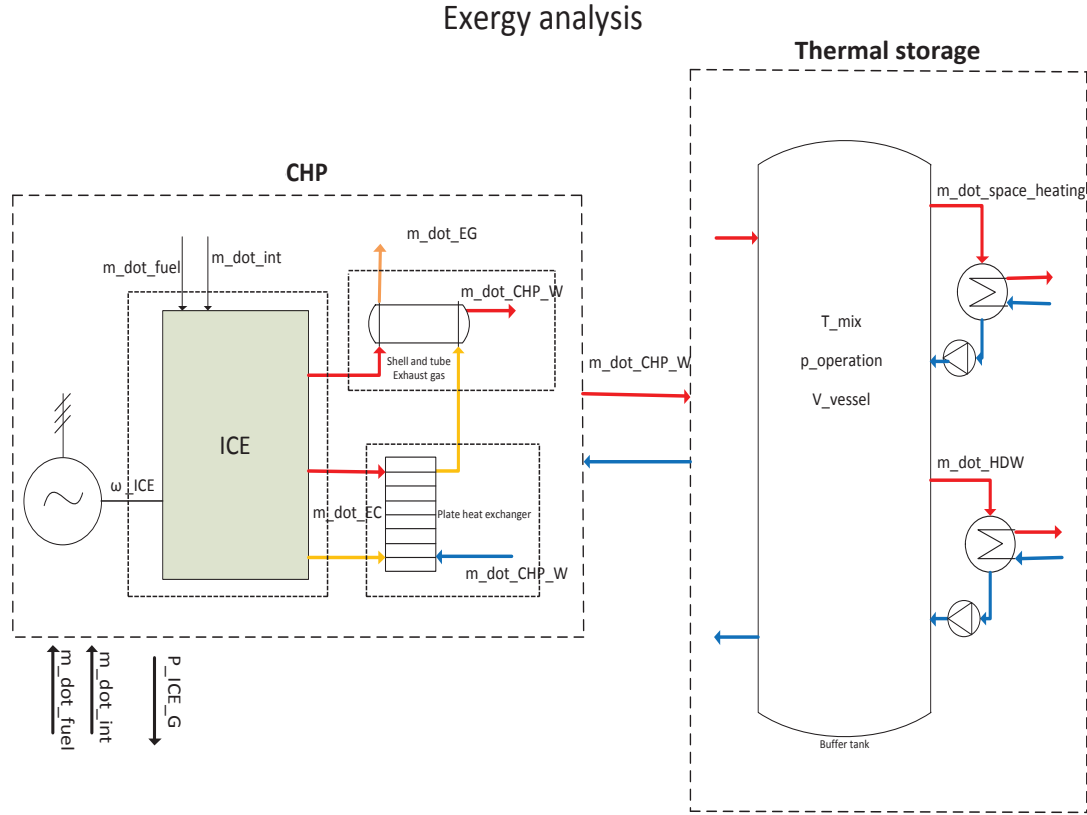 Exergy analysis
Thermal storage
CHP
m_dot_space_heating
m_dot_EG
m_dot_fuel
m_dot_int
m_dot_CHP_W
Shell and tube
Exhaust gas
T_mix
p_operation
V_vessel
m_dot_CHP_W
ICE
m_dot_HDW
ω_ICE
m_dot_EC
Plate heat exchanger
m_dot_CHP_W
m_dot_fuel
m_dot_int
P_ICE_G
Buffer tank